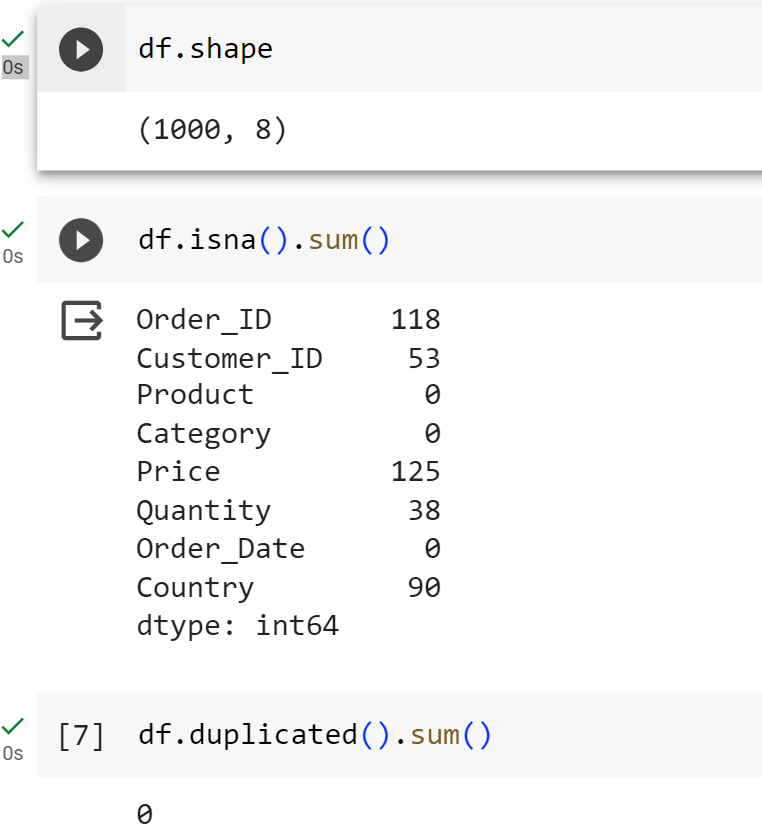 df.shape
0s
(1000, 8)
df.isna().sum()
0s
Order_ID 118
Customer_ID 53
Product 0
Category 0
Price 125
Quantity 38
Order_Date 0
Country 90
dtype: int64
[7] df.duplicated().sum()
0s
0